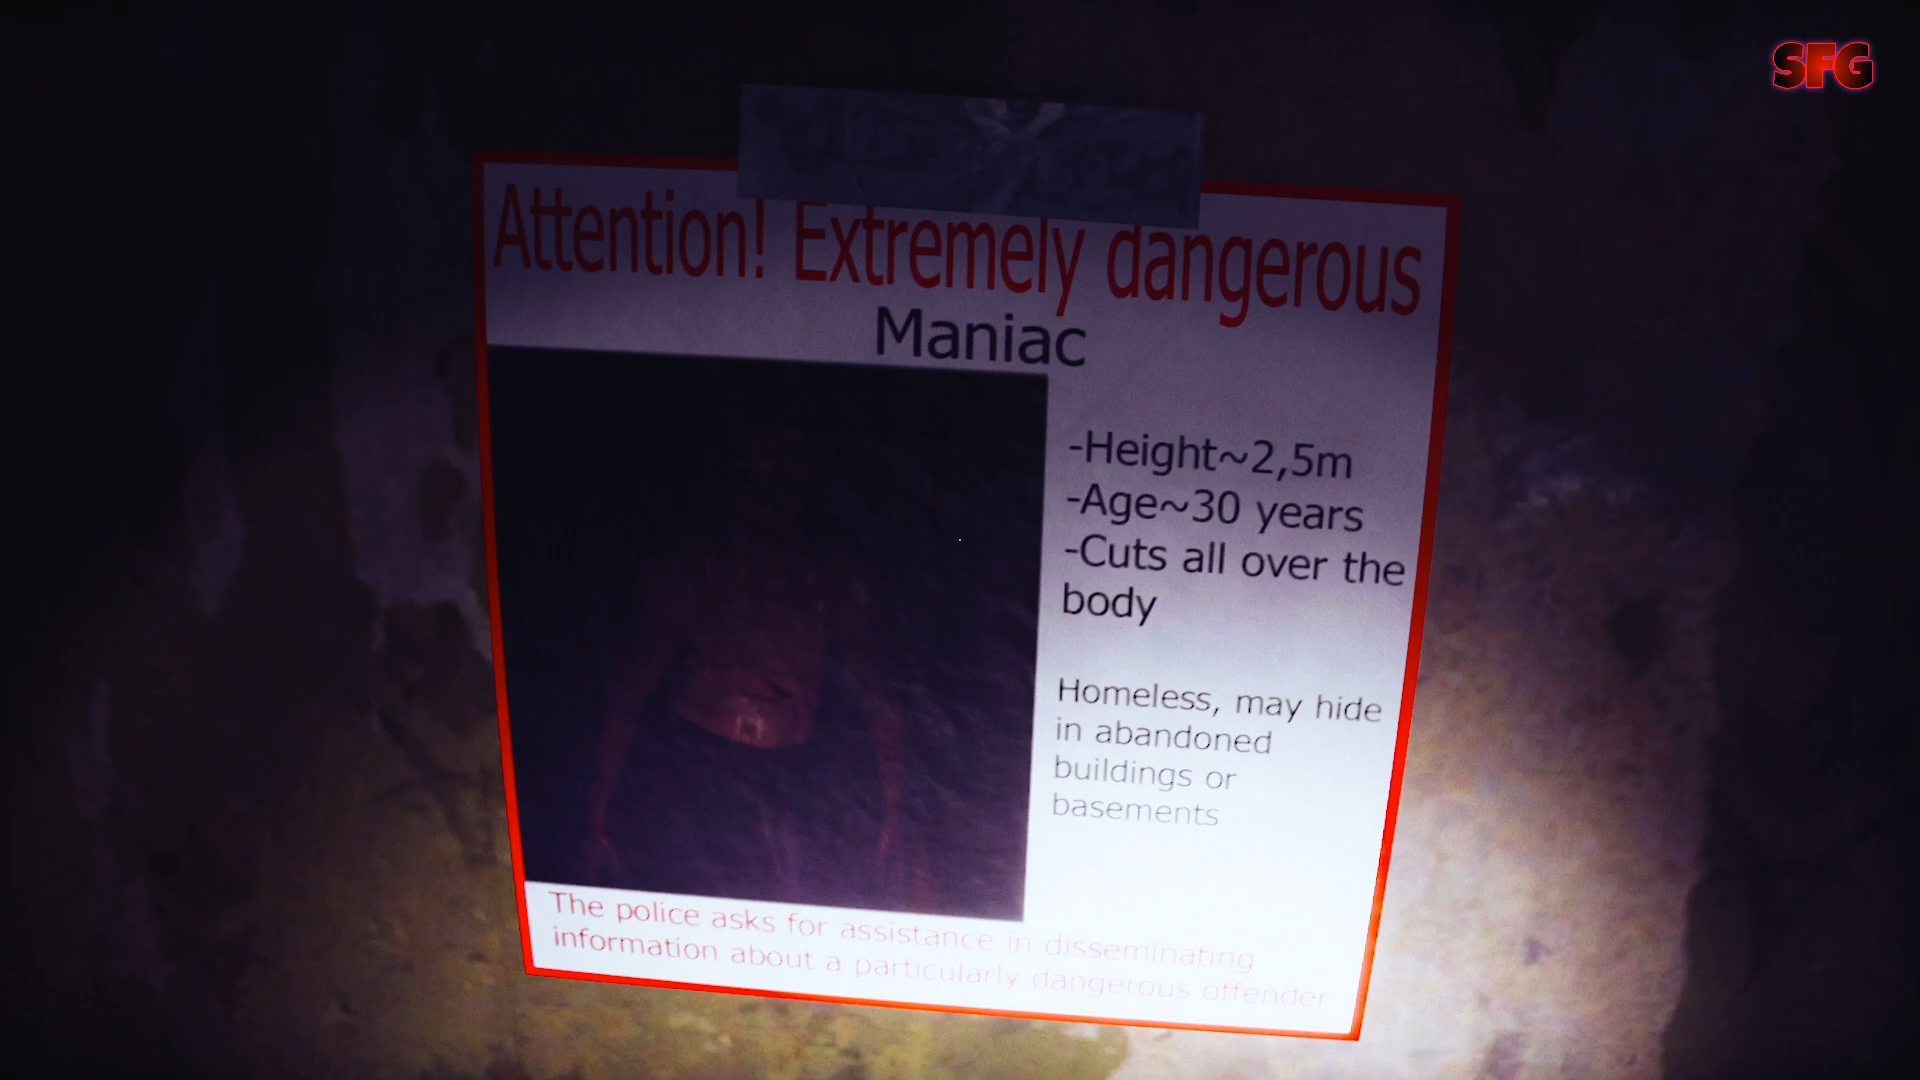 SFG
Attention! Extremely dangerous
Maniac
-Height~2,5m
-Age~30 years
-Cuts all over the
body
Homeless, may hide
in abandoned
buildings or
basements
The police asks for assistance in disseminating
information about a particularly dangerous offender